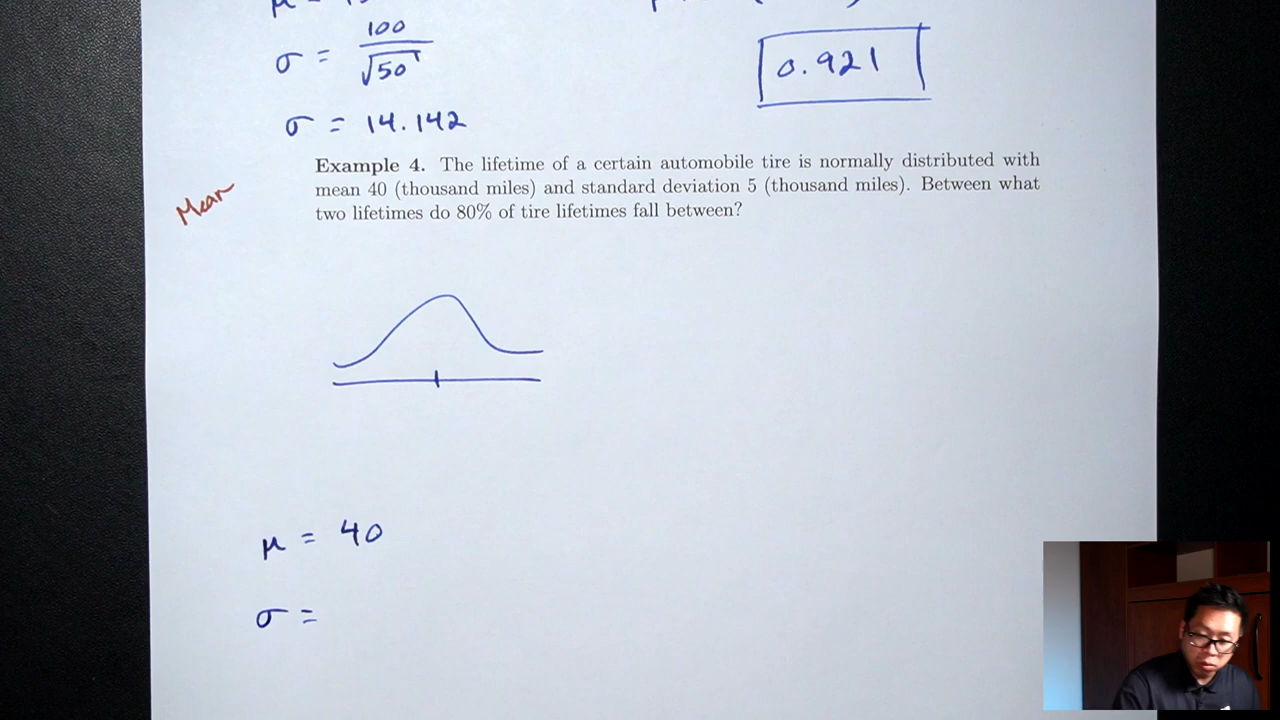 σ = 100/√50
0.921
σ = 14.142
Mean
Example 4. The lifetime of a certain automobile tire is normally distributed with
mean 40 (thousand miles) and standard deviation 5 (thousand miles). Between what
two lifetimes do 80% of tire lifetimes fall between?
μ = 40
σ =